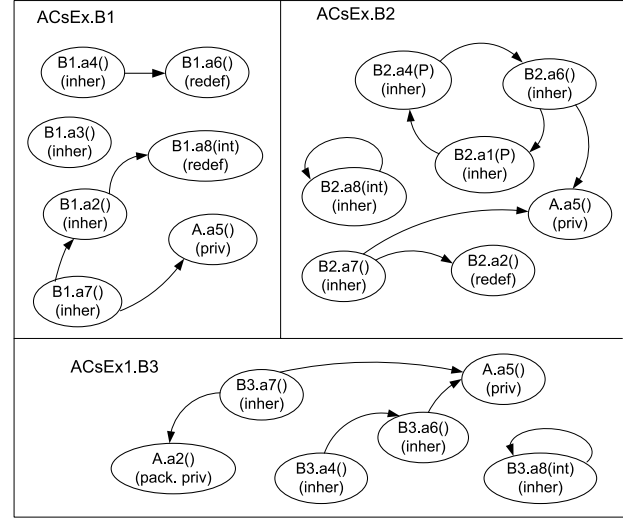 ACsEx.B1
B1.a4()
(inher)
B1.a6()
(redef)
B1.a3()
(inher)
B1.a8(int)
(redef)
B1.a2()
(inher)
A.a5()
(priv)
B1.a7()
(inher)
ACsEx.B2
B2.a4(P)
(inher)
B2.a6()
(inher)
B2.a1(P)
(inher)
B2.a8(int)
(inher)
A.a5()
(priv)
B2.a7()
(inher)
B2.a2()
(redef)
ACsEx1.B3
A.a5()
(priv)
B3.a7()
(inher)
B3.a6()
(inher)
A.a2()
(pack. priv)
B3.a4()
(inher)
B3.a8(int)
(inher)